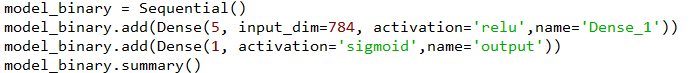 model_binary = Sequential()
model_binary.add(Dense(5, input_dim=784, activation='relu',name='Dense_1'))
model_binary.add(Dense(1, activation='sigmoid',name='output'))
model_binary.summary()